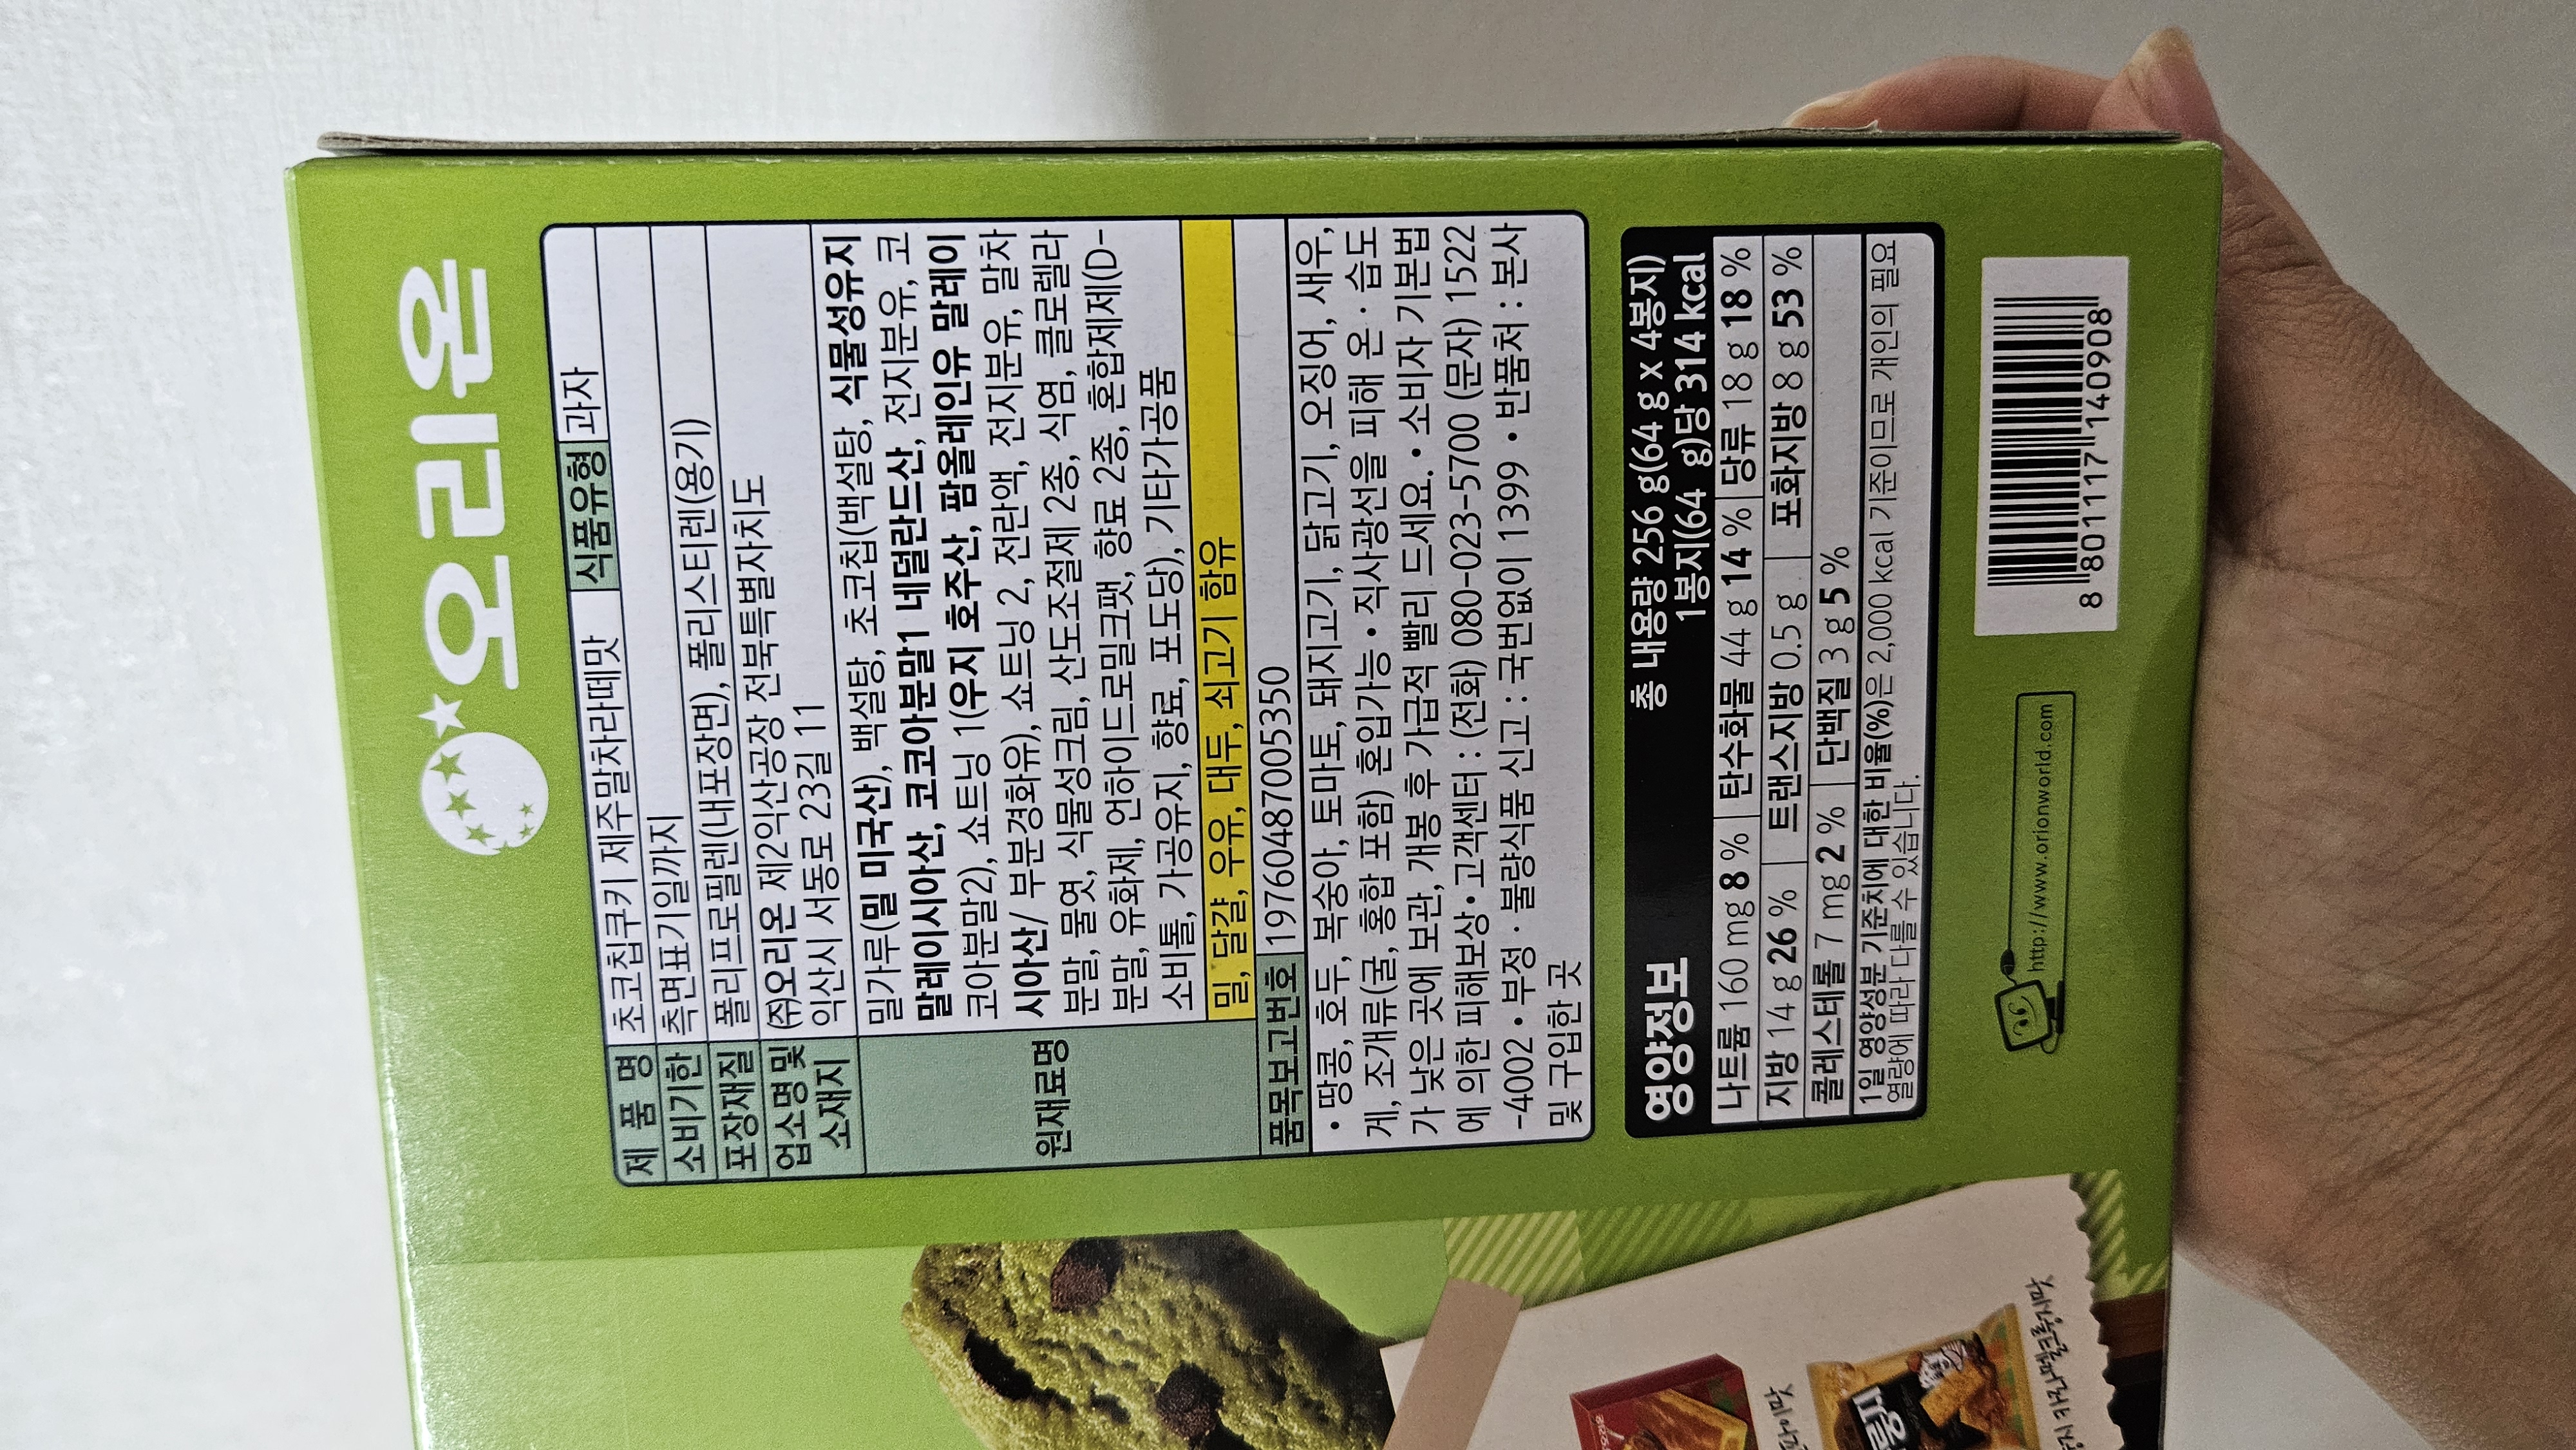 오리온
제 품 명 초코칩쿠키 제주말차라떼맛 식품유형 과자
소비기한 측면표기일까지
포장재질 폴리프로필렌(내포장면), 폴리스티렌(용기)
업소명 및 소재지 ㈜오리온 제2익산공장 전북특별자치도
익산시 서동로 23길 11
원재료명 밀가루(밀 미국산), 백설탕, 초코칩(백설탕, 식물성유지
말레이시아산, 코코아분말1 네덜란드산, 전지분유, 코
코아분말2), 쇼트닝 1(우지 호주산, 팜올레인유 말레이
시아산/ 부분경화유), 쇼트닝 2, 전란액, 전지분유, 말차
분말, 물엿, 식물성크림, 산도조절제 2종, 식염, 클로렐라
분말, 유화제, 언하이드로밀크팻, 향료 2종, 혼합제제(D-
소비톨, 가공유지, 향료, 포도당), 기타가공품
밀, 달걀, 우유, 대두, 쇠고기 함유
품목보고번호 19760487005350
• 땅콩, 호두, 복숭아, 토마토, 돼지고기, 닭고기, 오징어, 새우,
게, 조개류(굴, 홍합 포함) 혼입가능 • 직사광선을 피해 온·습도
가 낮은 곳에 보관, 개봉 후 가급적 빨리 드세요. • 소비자 기본법
에 의한 피해보상 • 고객센터 : (전화) 080-023-5700 (문자) 1522
-4002 • 부정·불량식품 신고 : 국번없이 1399 • 반품처 : 본사
및 구입한 곳
영양정보 총 내용량 256 g(64 g x 4봉지)
1봉지(64 g)당 314 kcal
나트륨 160 mg 8 % 탄수화물 44 g 14 % 당류 18 g 18 %
지방 14 g 26 % 트랜스지방 0.5 g 포화지방 8 g 53 %
콜레스테롤 7 mg 2 % 단백질 3 g 5 %
1일 영양성분 기준치에 대한 비율(%)은 2,000 kcal 기준이므로 개인의 필요
열량에 따라 다를 수 있습니다.
http://www.orionworld.com
8 801117 140908